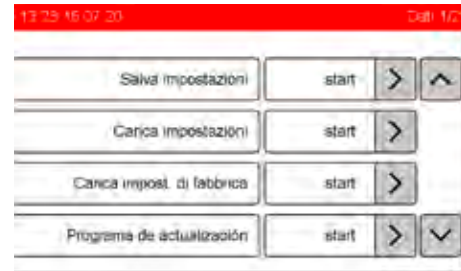 13:23 16.07.20 Dati 1/2
Salva impostazioni start
Carica impostazioni start
Carica impost. di fabbrica start
Programa de actualización start